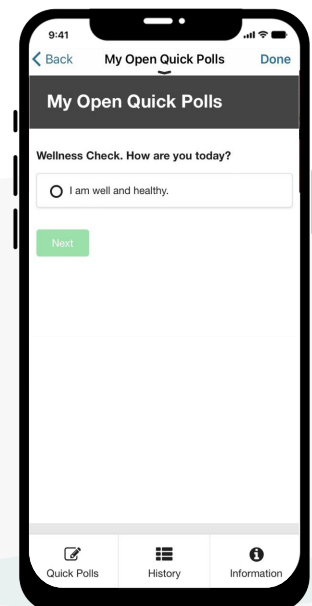 9:41
Back My Open Quick Polls Done
My Open Quick Polls
Wellness Check. How are you today?
I am well and healthy.
Next
Quick Polls History Information